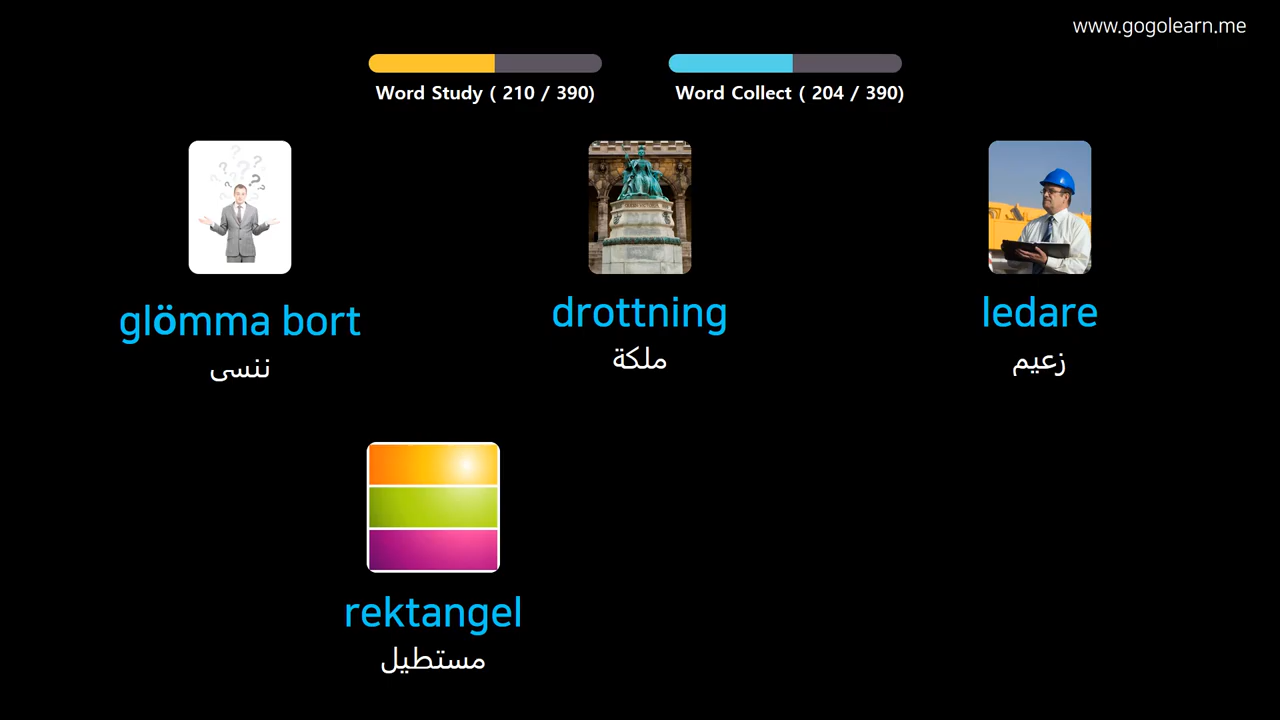 www.gogolearn.me
Word Study ( 210 / 390)
Word Collect ( 204 / 390)
glömma bort
ننسى
drottning
ملكة
ledare
زعيم
rektangel
مستطيل